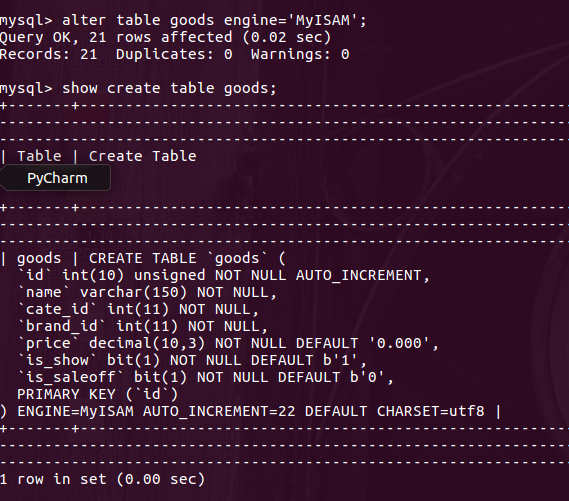 mysql> alter table goods engine='MyISAM';
Query OK, 21 rows affected (0.02 sec)
Records: 21  Duplicates: 0  Warnings: 0
mysql> show create table goods;
+-------+----------------------------------------------------------
-------------------------------------------------------------------
-------------------------------------------------------------------
| Table | Create Table
PyCharm
+-------+----------------------------------------------------------
-------------------------------------------------------------------
-------------------------------------------------------------------
| goods | CREATE TABLE `goods` (
  `id` int(10) unsigned NOT NULL AUTO_INCREMENT,
  `name` varchar(150) NOT NULL,
  `cate_id` int(11) NOT NULL,
  `brand_id` int(11) NOT NULL,
  `price` decimal(10,3) NOT NULL DEFAULT '0.000',
  `is_show` bit(1) NOT NULL DEFAULT b'1',
  `is_saleoff` bit(1) NOT NULL DEFAULT b'0',
  PRIMARY KEY (`id`)
) ENGINE=MyISAM AUTO_INCREMENT=22 DEFAULT CHARSET=utf8 |
+-------+----------------------------------------------------------
-------------------------------------------------------------------
-------------------------------------------------------------------
1 row in set (0.00 sec)